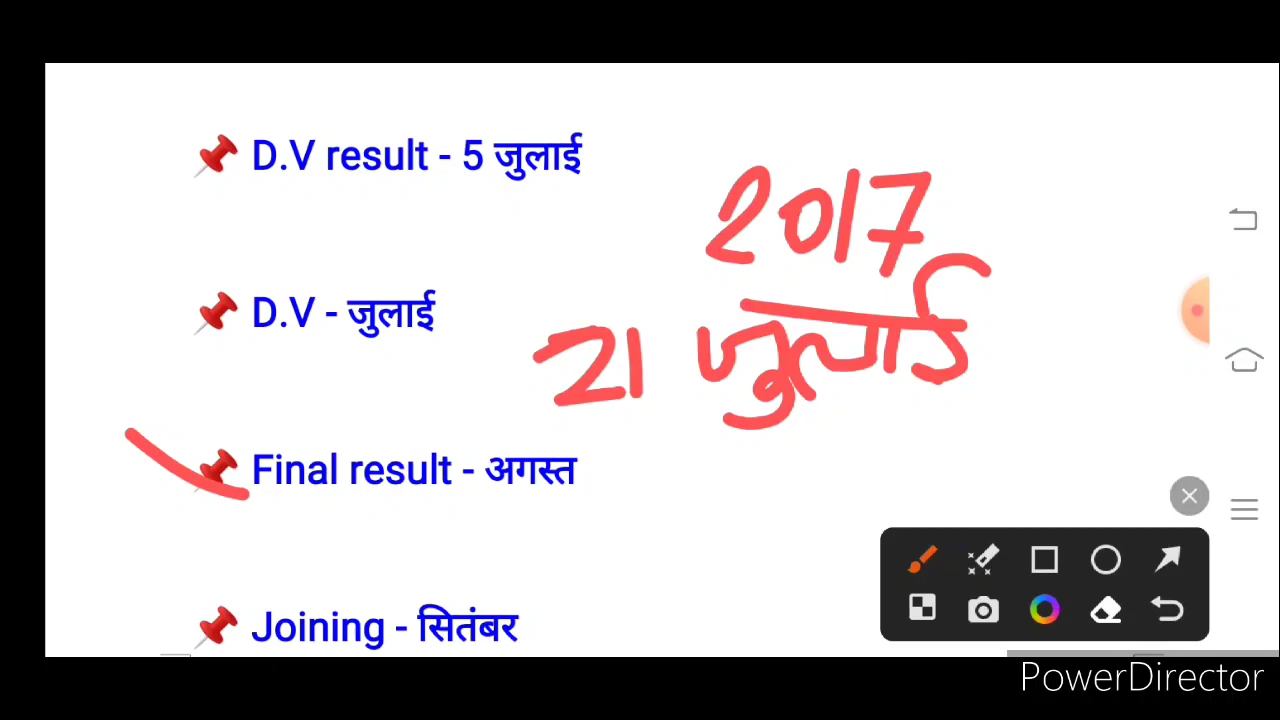 D.V result - 5 जुलाई
2017
D.V - जुलाई
21 जुलाई
Final result - अगस्त
Joining - सितंबर
PowerDirector